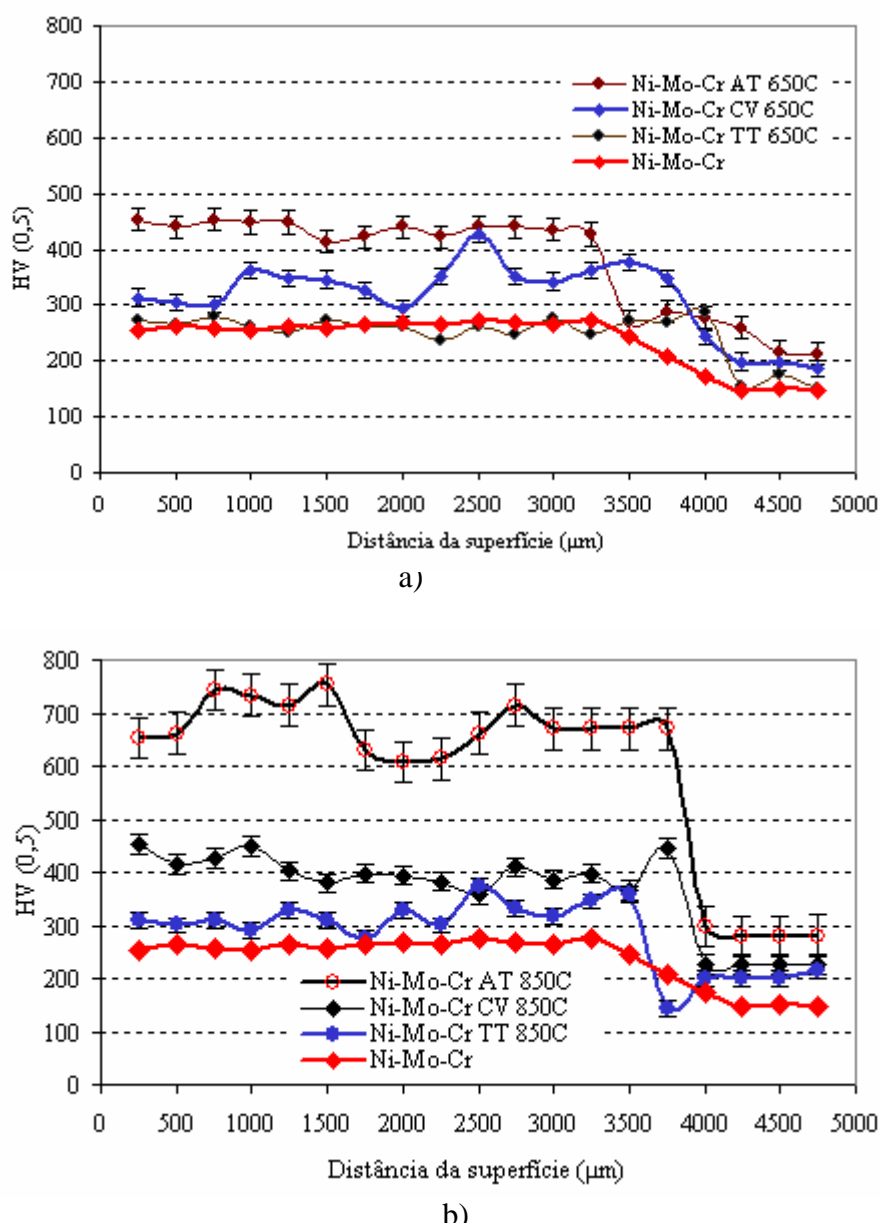 800
700
600
500
400
300
200
100
0
HV (0,5)
Ni-Mo-Cr AT 650C
Ni-Mo-Cr CV 650C
Ni-Mo-Cr TT 650C
Ni-Mo-Cr
0 500 1000 1500 2000 2500 3000 3500 4000 4500 5000
Distância da superfície (µm)
a)
800
700
600
500
400
300
200
100
0
HV (0,5)
Ni-Mo-Cr AT 850C
Ni-Mo-Cr CV 850C
Ni-Mo-Cr TT 850C
Ni-Mo-Cr
0 500 1000 1500 2000 2500 3000 3500 4000 4500 5000
Distância da superfície (µm)
b)